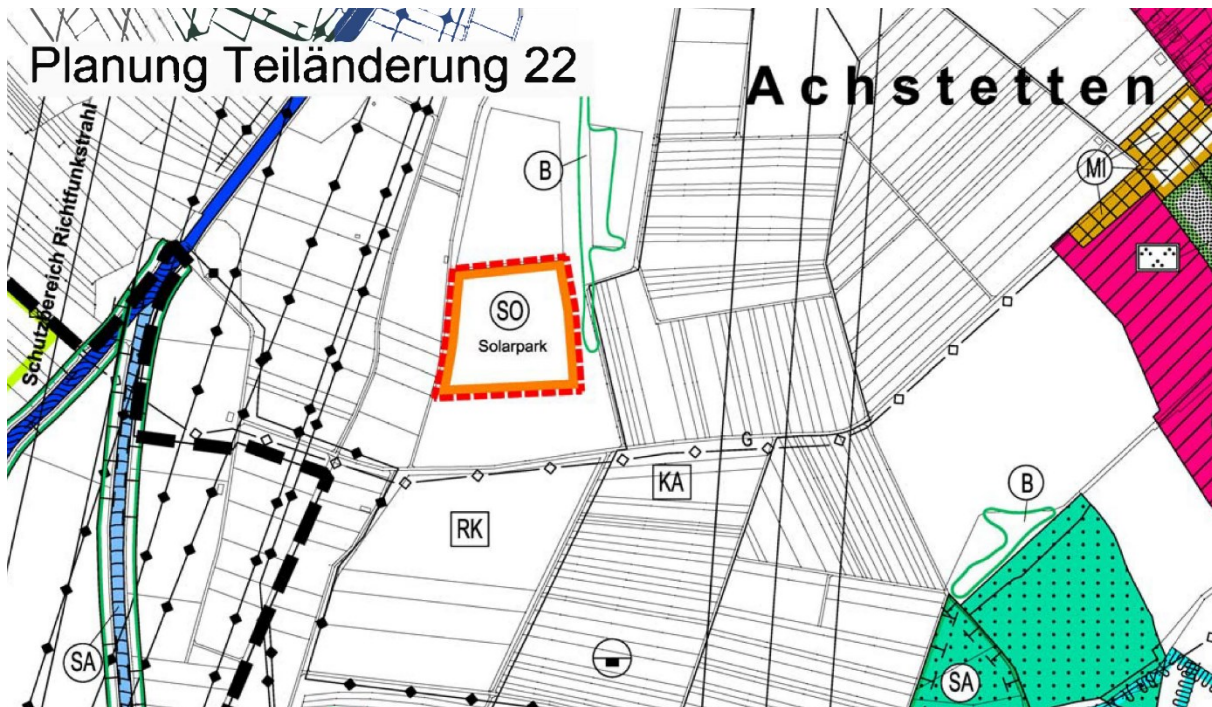 Planung Teiländerung 22
Achstetten
Schutzbereich Richtfunkstrahl
B
MI
SO
Solarpark
G
KA
RK
B
SA
SA